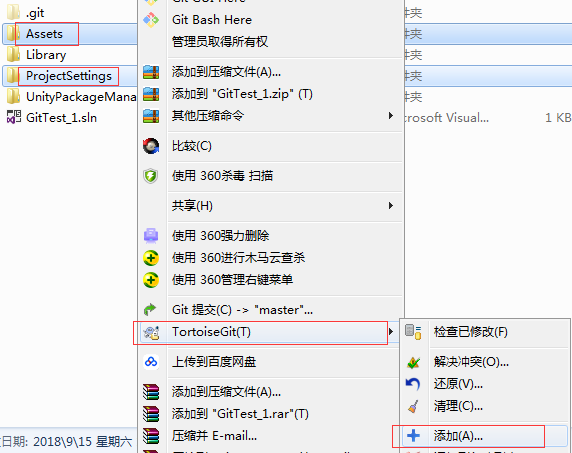 .git
Assets
Library
ProjectSettings
UnityPackageMana
GitTest_1.sln
件夹
件夹
件夹
件夹
crosoft Visual...
1 KB
Git GUI Here
Git Bash Here
管理员取得所有权
添加到压缩文件(A)...
添加到 "GitTest_1.zip" (T)
其他压缩命令
比较(C)
使用 360杀毒 扫描
共享(H)
使用 360强力删除
使用 360进行木马云查杀
使用 360管理右键菜单
Git 提交(C) -> "master"...
TortoiseGit(T)
上传到百度网盘
添加到压缩文件(A)...
添加到 "GitTest_1.rar"(T)
压缩并 E-mail...
检查已修改(F)
解决冲突(O)...
还原(V)...
清理(C)...
添加(A)...
改日期: 2018\9\15 星期六